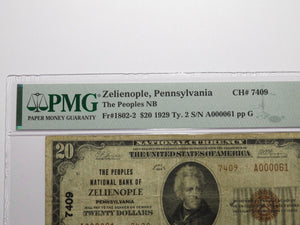 PMG
PAPER MONEY GUARANTY
Zelienople, Pennsylvania CH# 7409
The Peoples NB
Fr#1802-2 $20 1929 Ty. 2 S/N A000061 pp G
NATIONAL CURRENCY
20
THE UNITED STATES OF AMERICA
THE PEOPLES
NATIONAL BANK OF
ZELIENOPLE
PENNSYLVANIA
TWENTY DOLLARS
7409 A000061
7409